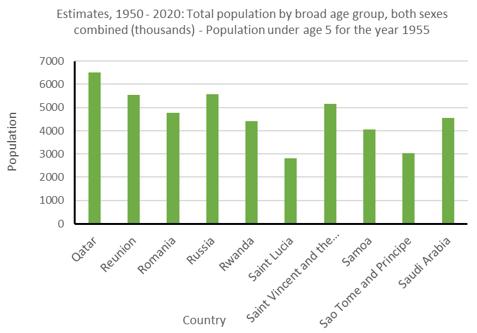 Estimates, 1950 - 2020: Total population by broad age group, both sexes
combined (thousands) - Population under age 5 for the year 1955
7000
6000
5000
4000
3000
2000
1000
0
Population
Qatar
Reunion
Romania
Russia
Rwanda
Saint Lucia
Saint Vincent and the...
Samoa
Sao Tome and Principe
Saudi Arabia
Country